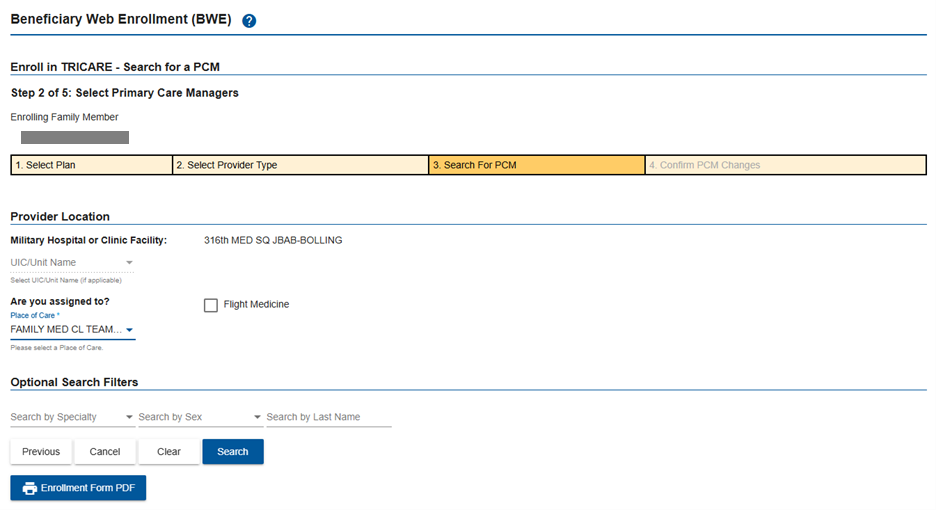 Beneficiary Web Enrollment (BWE) ?
Enroll in TRICARE - Search for a PCM
Step 2 of 5: Select Primary Care Managers
Enrolling Family Member
1. Select Plan 2. Select Provider Type 3. Search For PCM 4. Confirm PCM Changes
Provider Location
Military Hospital or Clinic Facility: 316th MED SQ JBAB-BOLLING
UIC/Unit Name
Select UIC/Unit Name (if applicable)
Are you assigned to? Flight Medicine
Place of Care *
FAMILY MED CL TEAM...
Please select a Place of Care.
Optional Search Filters
Search by Specialty Search by Sex Search by Last Name
Previous Cancel Clear Search
Enrollment Form PDF